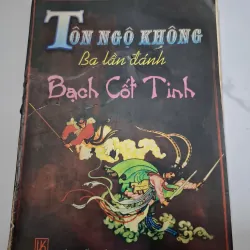 TÔN NGỘ KHÔNG
Ba lần đánh
Bạch Cốt Tinh